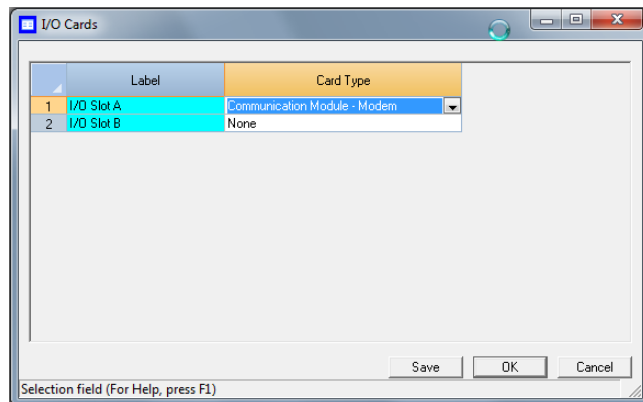 I/O Cards
Label Card Type
1 I/O Slot A Communication Module - Modem
2 I/O Slot B None
Save OK Cancel
Selection field (For Help, press F1)